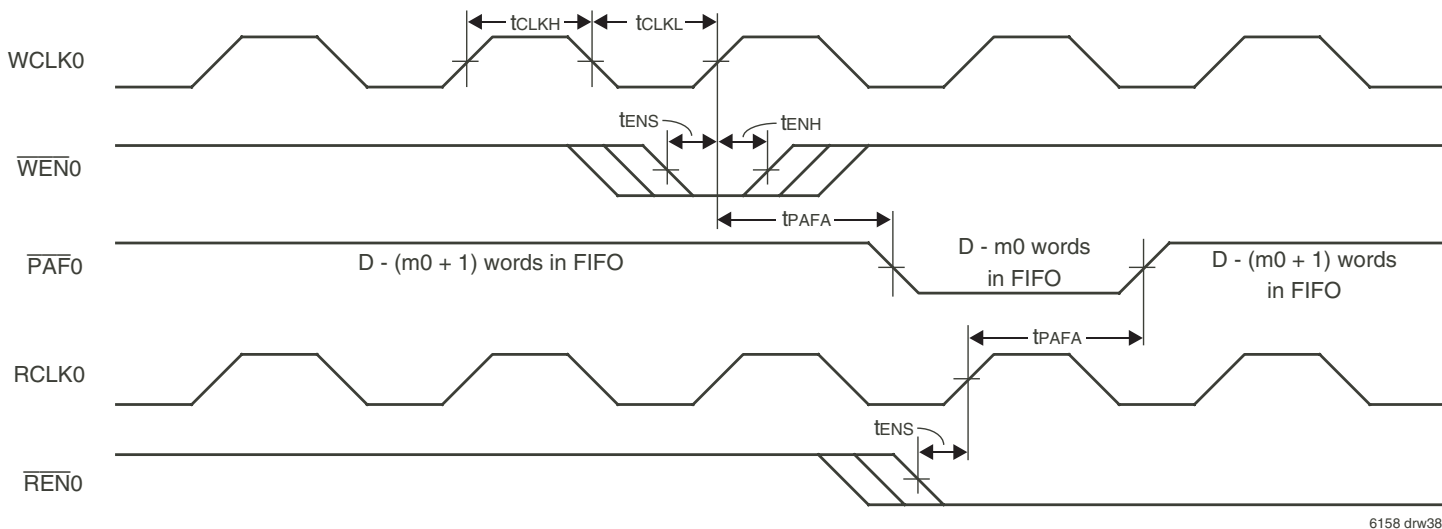 tCLKH
tCLKL
WCLK0
tENS
tENH
WEN0
tPAFA
PAF0
D - (m0 + 1) words in FIFO
D - m0 words
in FIFO
D - (m0 + 1) words
in FIFO
tPAFA
RCLK0
tENS
REN0
6158 drw38